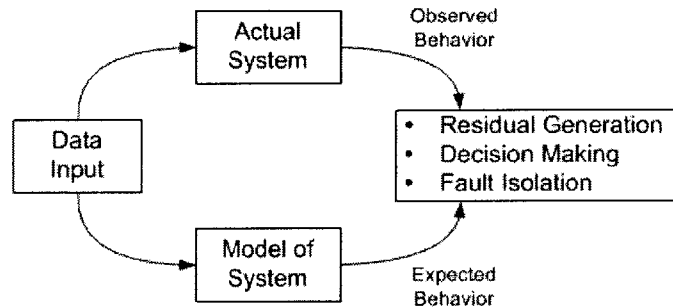 Actual
System
Observed
Behavior
Data
Input
• Residual Generation
• Decision Making
• Fault Isolation
Model of
System
Expected
Behavior